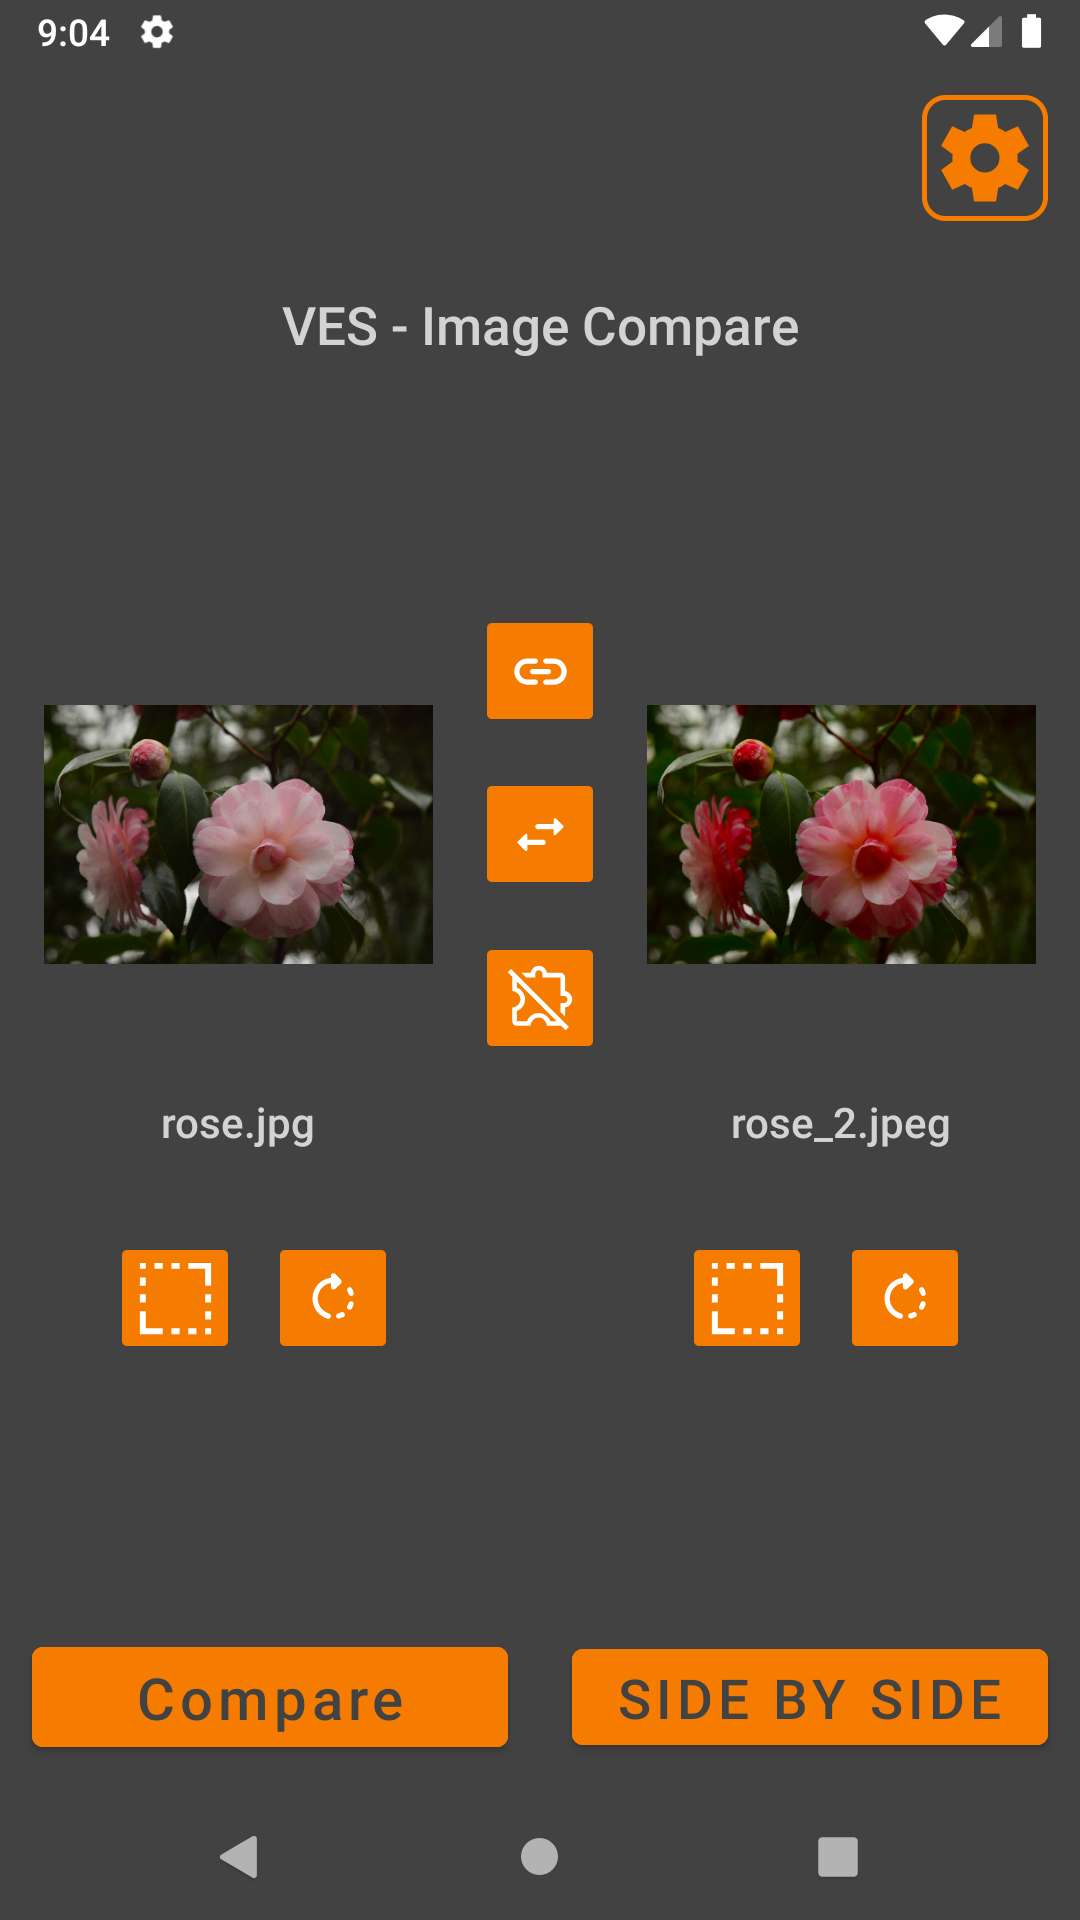 9:04
VES - Image Compare
rose.jpg
rose_2.jpeg
Compare
SIDE BY SIDE